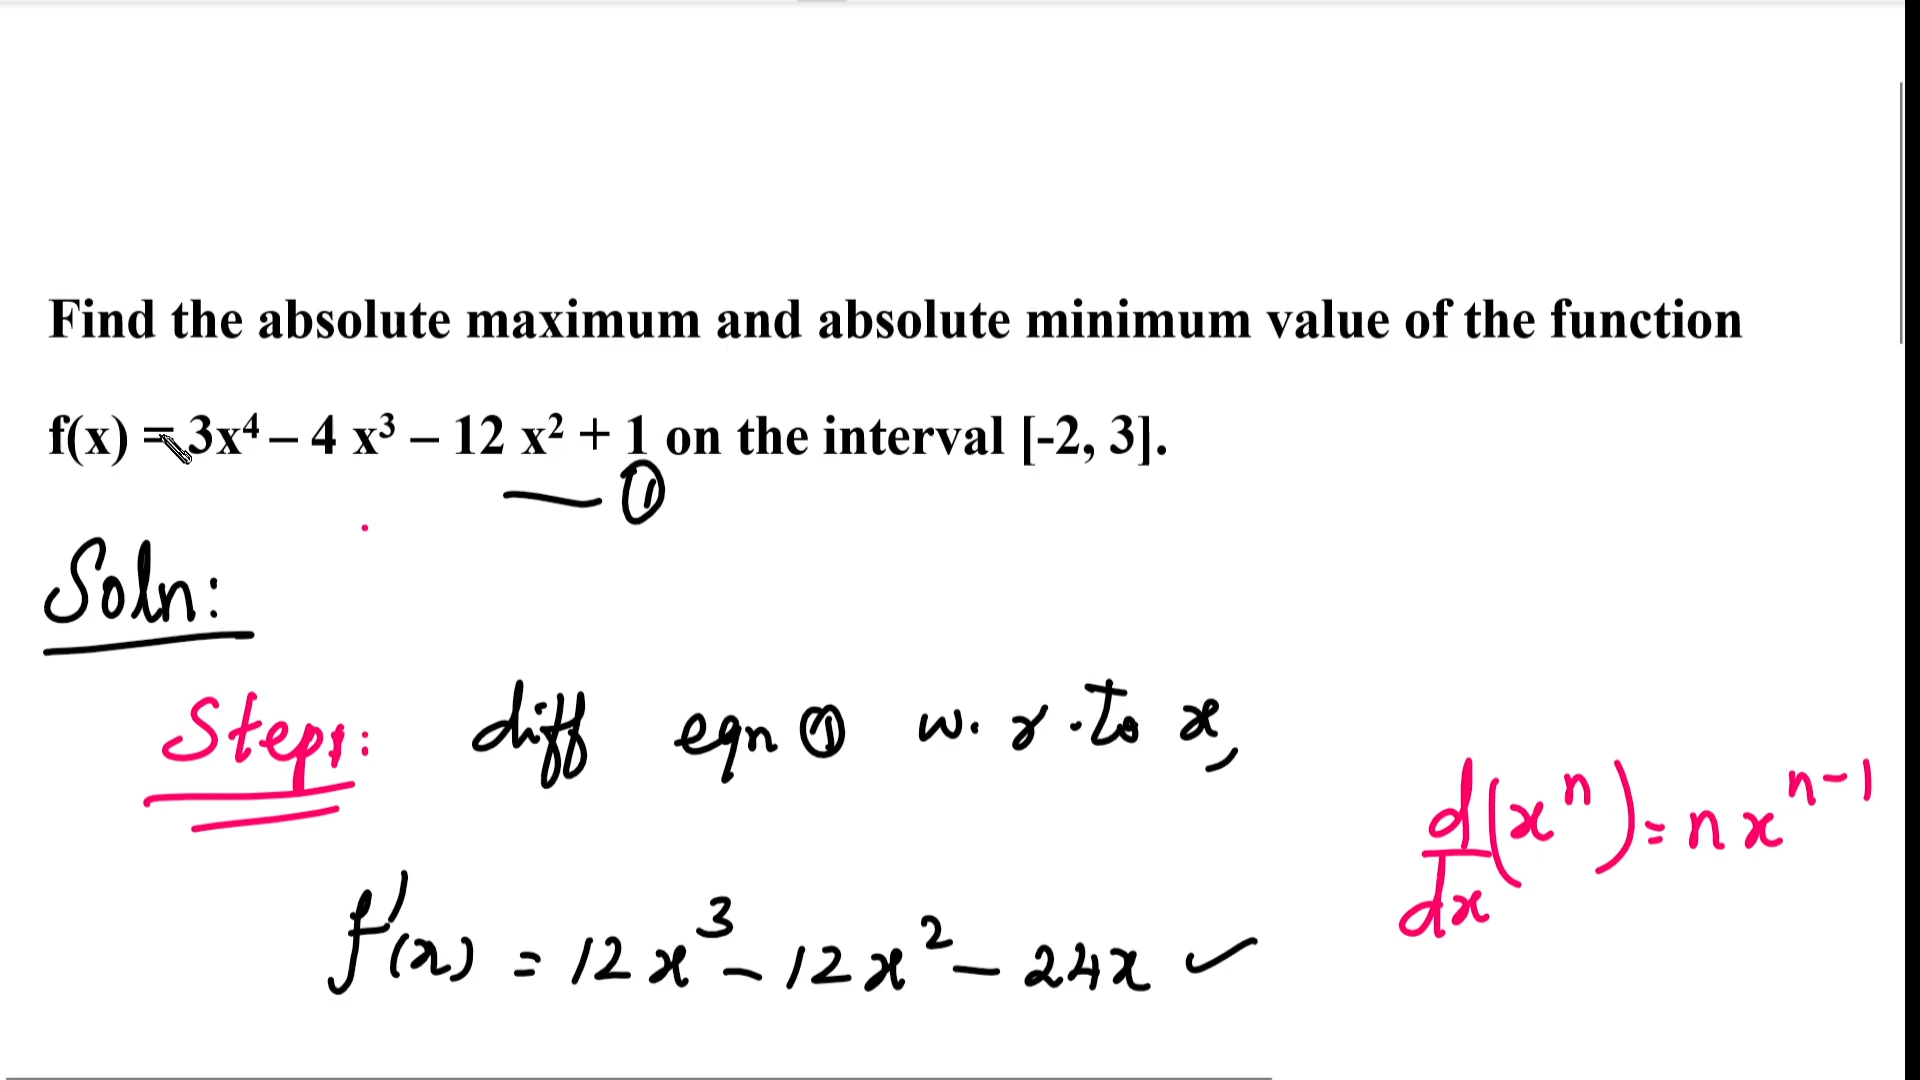 Find the absolute maximum and absolute minimum value of the function
f(x) = 3x⁴ – 4 x³ – 12 x² + 1 on the interval [-2, 3].
— ①
Soln:
Step1: diff eqn ① w.r.to x,
d/dx (xⁿ) = n xⁿ⁻¹
f'(x) = 12x³ – 12x² – 24x ✓